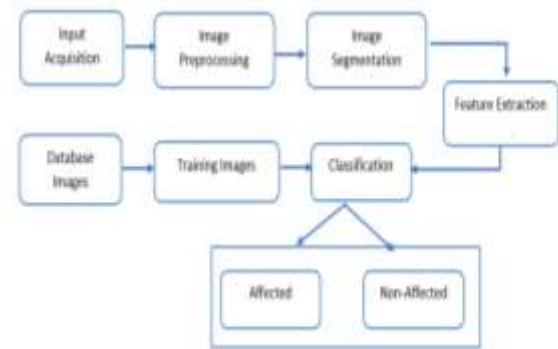 Input
Acquisition
Image
Preprocessing
Image
Segmentation
Feature Extraction
Database
Images
Training Images
Classification
Affected
Non-Affected